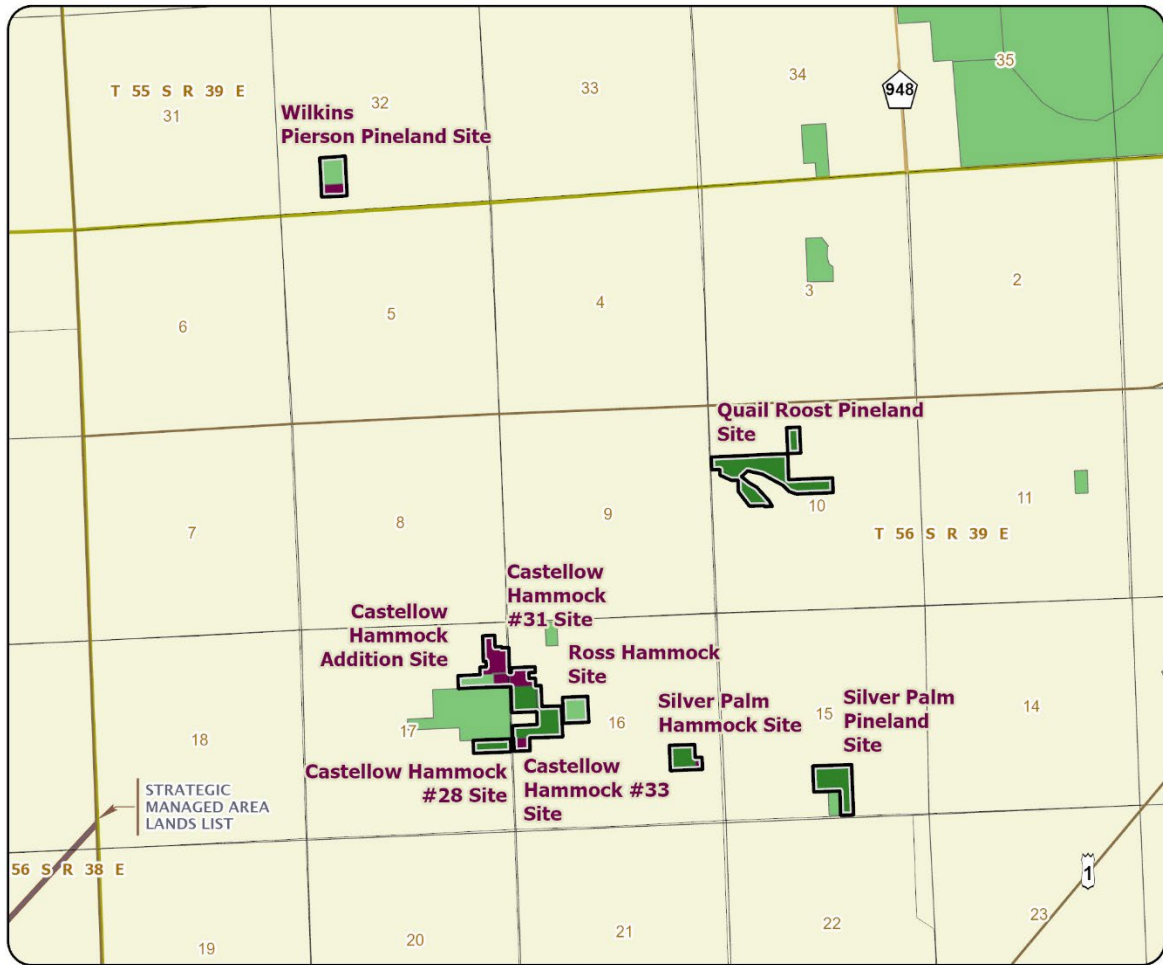 T 55 S R 39 E
31
32
33
34
35
948
Wilkins
Pierson Pineland Site
6
5
4
3
2
Quail Roost Pineland
Site
7
8
9
10
11
T 56 S R 39 E
Castellow
Hammock
#31 Site
Castellow
Hammock
Addition Site
Ross Hammock
Site
Silver Palm
Hammock Site
Silver Palm
Pineland
Site
18
17
16
15
14
Castellow Hammock
#28 Site
Castellow
Hammock #33
Site
STRATEGIC
MANAGED AREA
LANDS LIST
56 S R 38 E
1
19
20
21
22
23